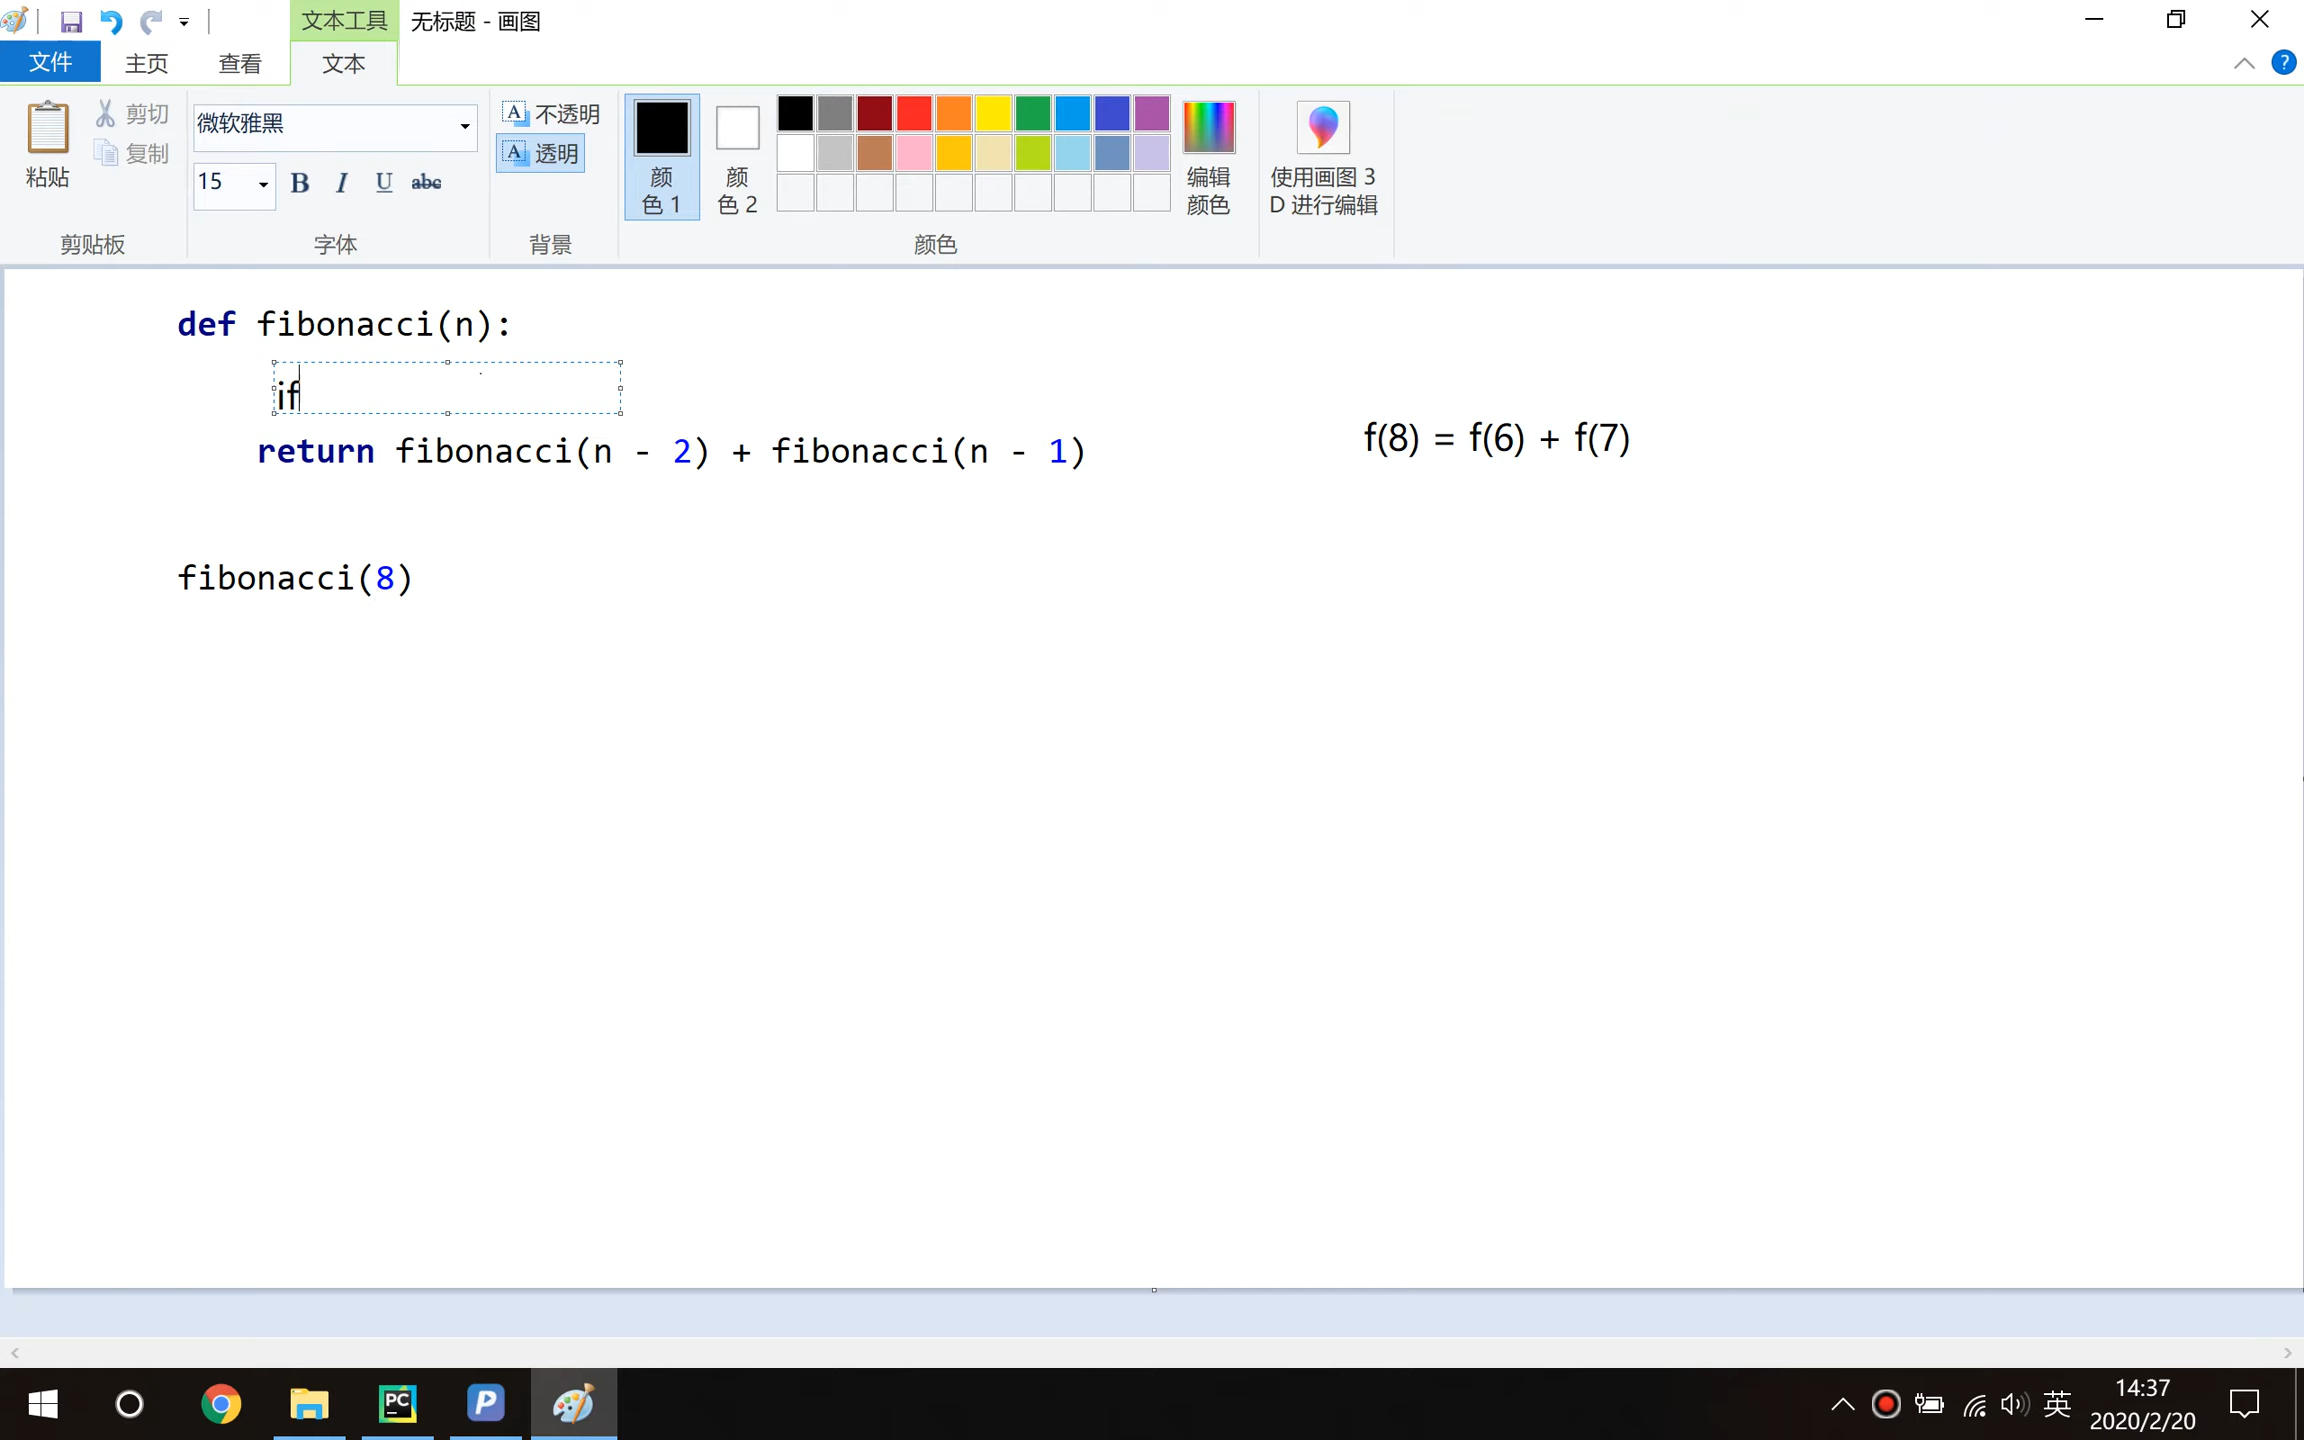 文本工具 无标题 - 画图
文件 主页 查看 文本
剪切
复制
粘贴
剪贴板
微软雅黑
15 B I U abc
字体
不透明
透明
背景
颜
色 1
颜
色 2
颜色
编辑
颜色
使用画图 3
D 进行编辑
def fibonacci(n):
if
return fibonacci(n - 2) + fibonacci(n - 1)
f(8) = f(6) + f(7)
fibonacci(8)
PC
P
英
14:37
2020/2/20